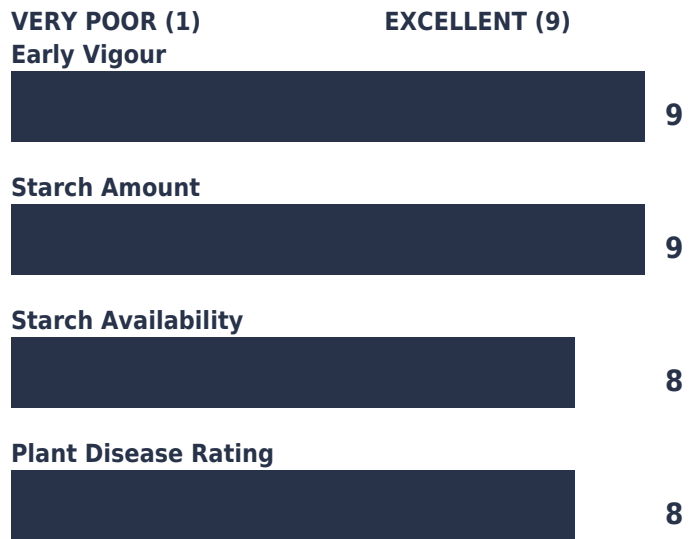 VERY POOR (1) EXCELLENT (9)
Early Vigour
9
Starch Amount
9
Starch Availability
8
Plant Disease Rating
8